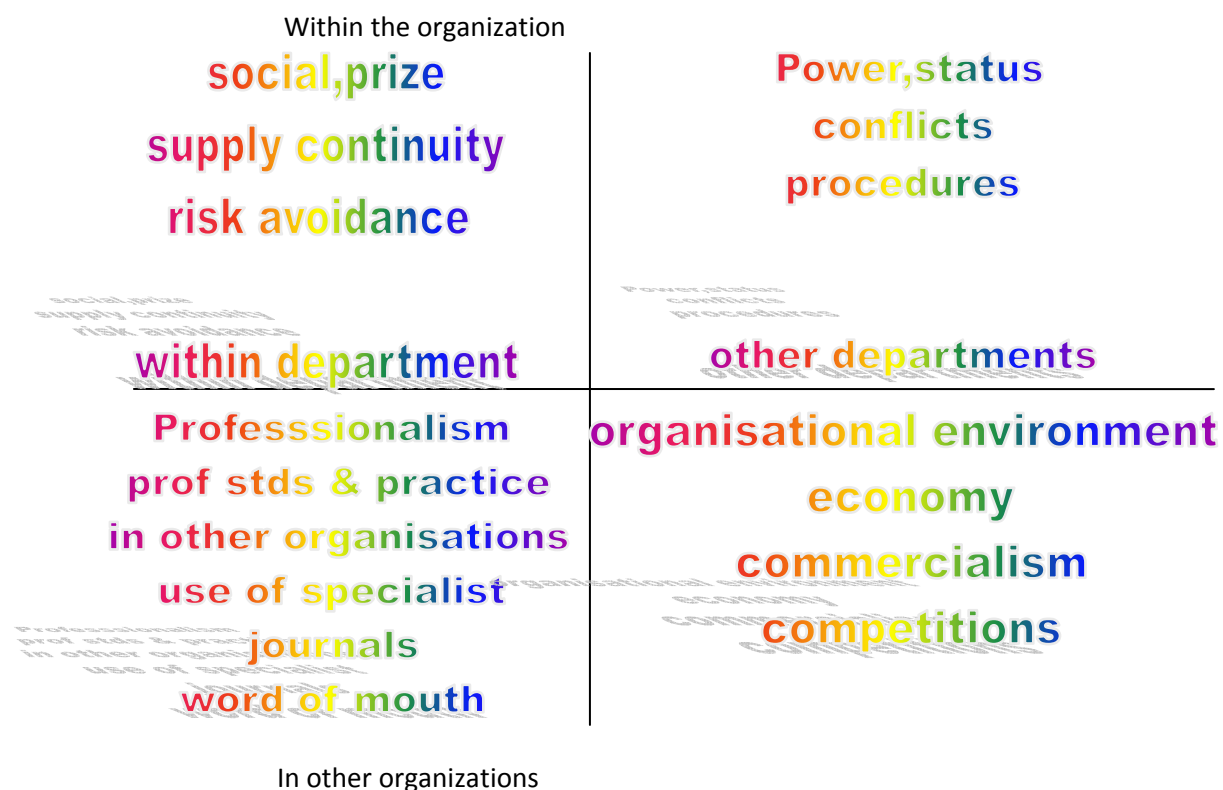 Within the organization
social,prize
supply continuity
risk avoidance
within department
Power,status
conflicts
procedures
other departments
Professsionalism
prof stds & practice
in other organisations
use of specialist
journals
word of mouth
organisational environment
economy
commercialism
competitions
In other organizations